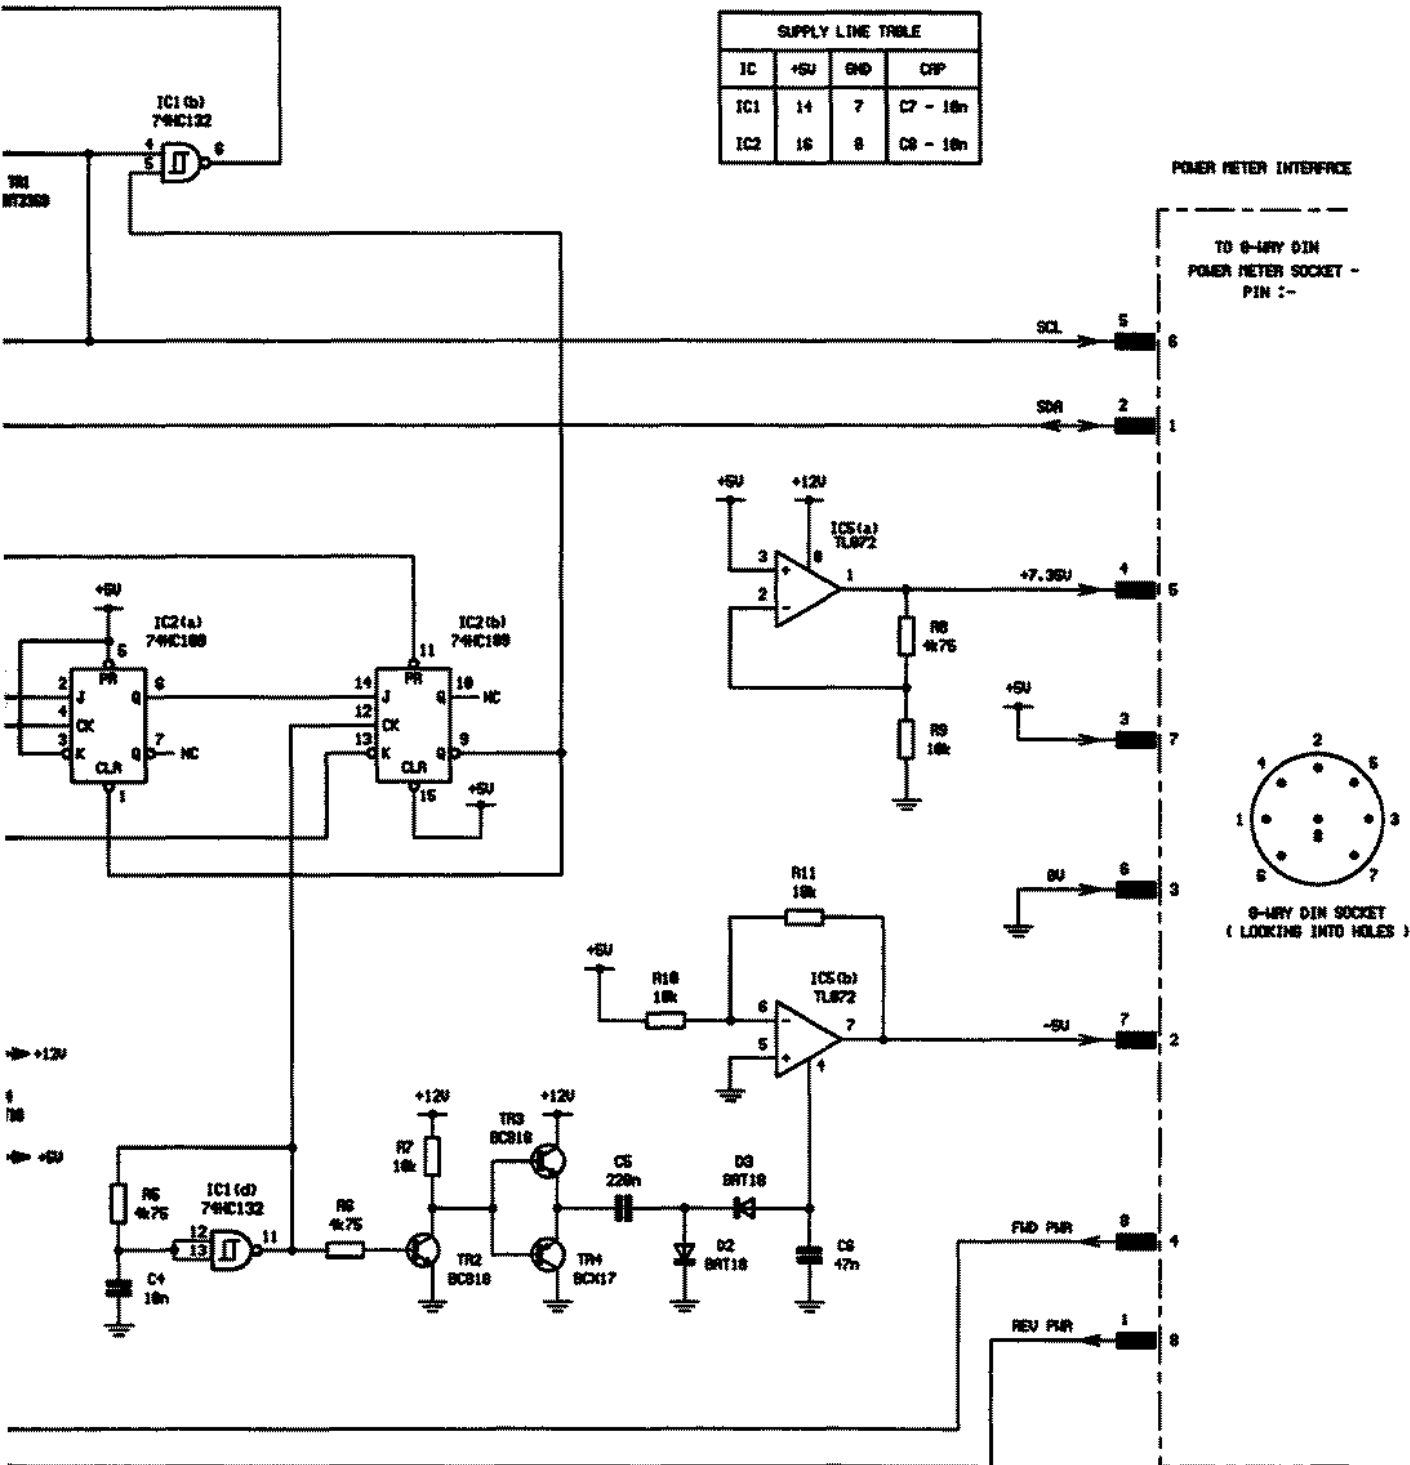 SUPPLY LINE TABLE
IC +5V GND CAP
IC1 14 7 C7 - 10n
IC2 16 8 C8 - 10n
IC1(b)
74HC132
4
5
6
TR1
POWER METER INTERFACE
TO 8-WAY DIN
POWER METER SOCKET -
PIN :-
SCL 5 6
SDA 2 1
+5V +12V
IC5(a)
TL072
3 8
2 1
+7.35V 4 5
R8
4k75
R9
10k
+5V 3 7
+5V
IC2(a)
74HC109
5
PR
2 J Q 6
4 CK
3 K Q 7 NC
CLR
1
IC2(b)
74HC109
11
PR
14 J Q 10 NC
12 CK
13 K Q 9
CLR
15 +5V
2
4 5
1 3
8
6 7
8-WAY DIN SOCKET
( LOOKING INTO HOLES )
0V 6 3
R11
10k
+5V
R10
10k
IC5(b)
TL072
6
5 7
4
-5V 7 2
+12V
+5V
R5
4k75
C4
10n
IC1(d)
74HC132
12
13 11
R6
4k75
+12V
R7
10k
TR2
BC818
TR3
BC818
+12V
TR4
BCX17
C5
220n
D3
BAT18
D2
BAT18
C6
47n
FWD PWR 8 4
REV PWR 1 8